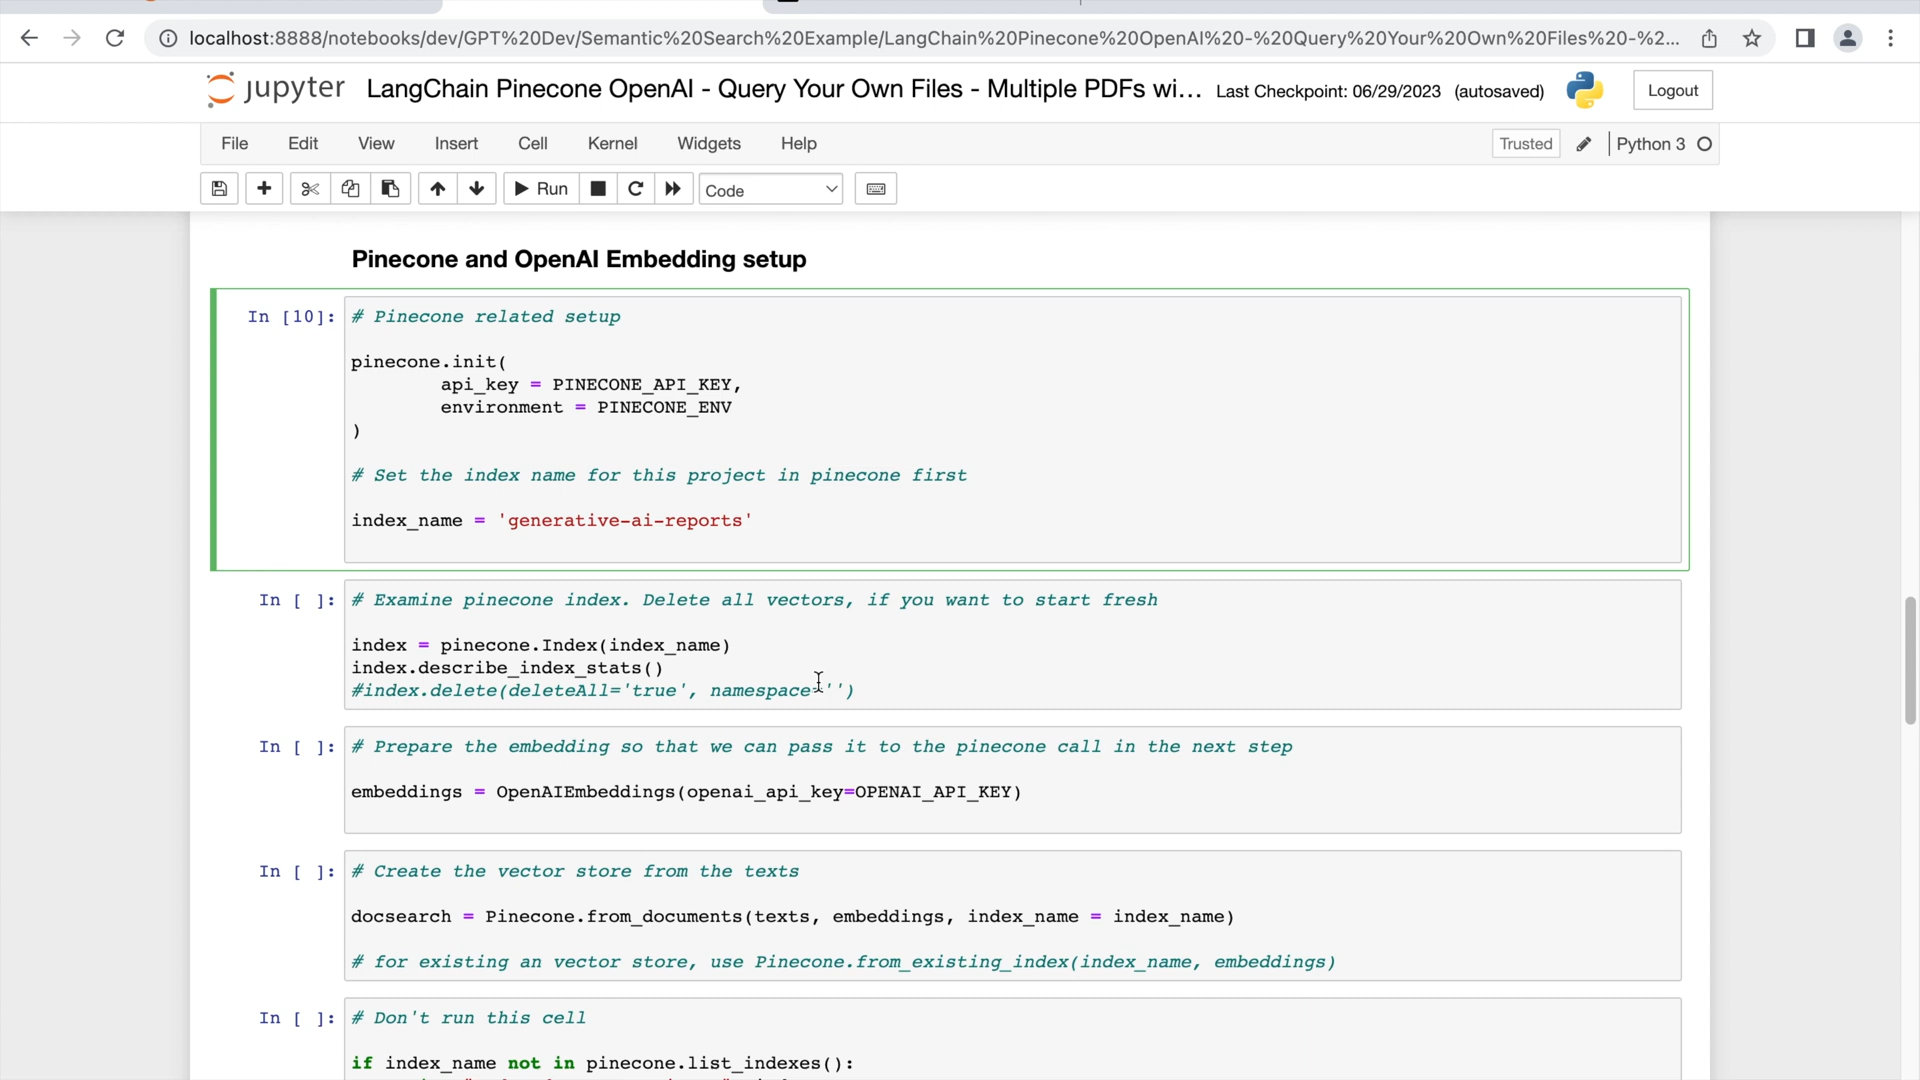 localhost:8888/notebooks/dev/GPT%20Dev/Semantic%20Search%20Example/LangChain%20Pinecone%20OpenAI%20-%20Query%20Your%20Own%20Files%20-%2...
jupyter LangChain Pinecone OpenAI - Query Your Own Files - Multiple PDFs wi... Last Checkpoint: 06/29/2023 (autosaved) Logout
File Edit View Insert Cell Kernel Widgets Help Trusted Python 3
Run Code
Pinecone and OpenAI Embedding setup
In [10]: # Pinecone related setup
pinecone.init(
api_key = PINECONE_API_KEY,
environment = PINECONE_ENV
)
# Set the index name for this project in pinecone first
index_name = 'generative-ai-reports'
In [ ]: # Examine pinecone index. Delete all vectors, if you want to start fresh
index = pinecone.Index(index_name)
index.describe_index_stats()
#index.delete(deleteAll='true', namespace='')
In [ ]: # Prepare the embedding so that we can pass it to the pinecone call in the next step
embeddings = OpenAIEmbeddings(openai_api_key=OPENAI_API_KEY)
In [ ]: # Create the vector store from the texts
docsearch = Pinecone.from_documents(texts, embeddings, index_name = index_name)
# for existing an vector store, use Pinecone.from_existing_index(index_name, embeddings)
In [ ]: # Don't run this cell
if index_name not in pinecone.list_indexes():